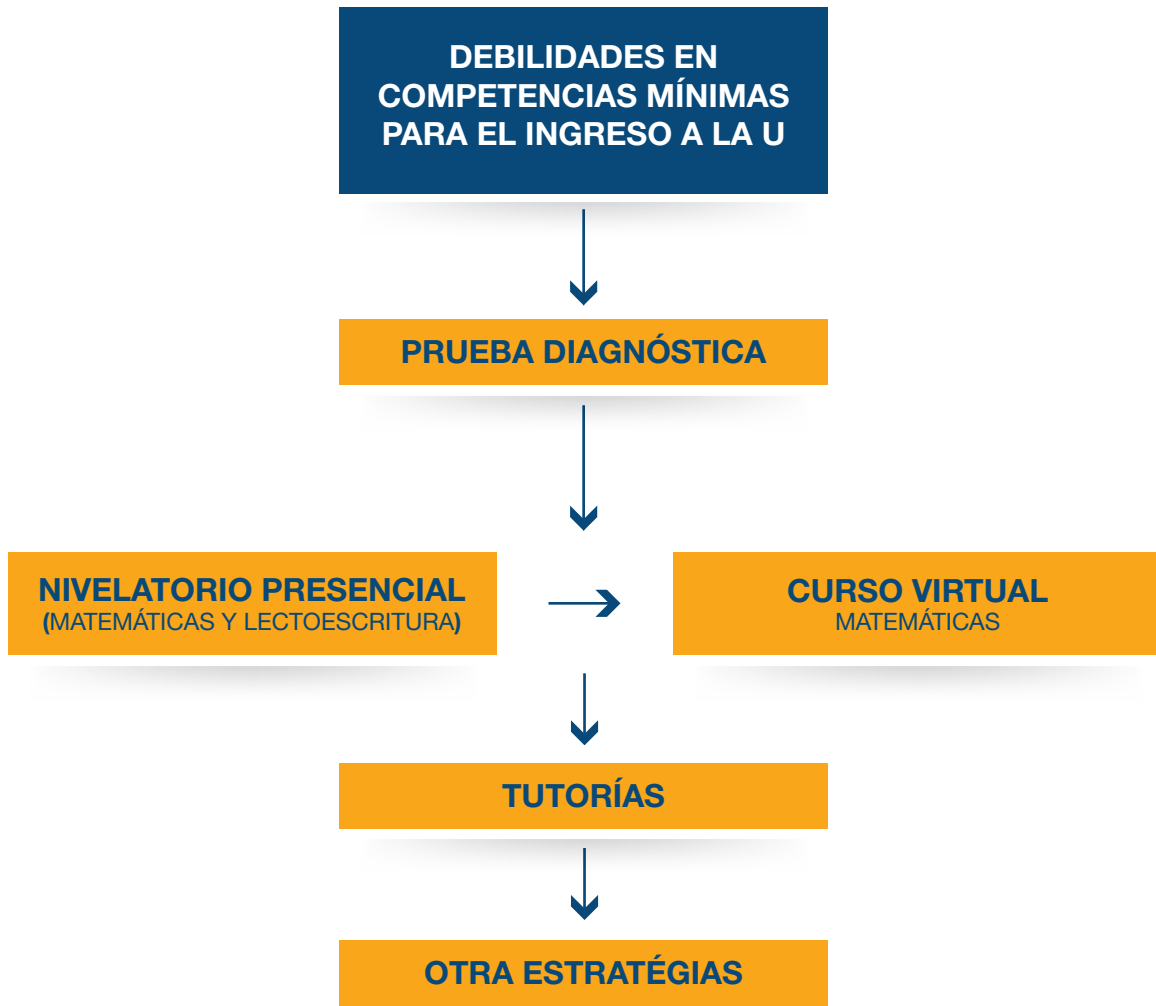 DEBILIDADES EN
COMPETENCIAS MÍNIMAS
PARA EL INGRESO A LA U
PRUEBA DIAGNÓSTICA
NIVELATORIO PRESENCIAL
(MATEMÁTICAS Y LECTOESCRITURA)
CURSO VIRTUAL
MATEMÁTICAS
TUTORÍAS
OTRA ESTRATÉGIAS